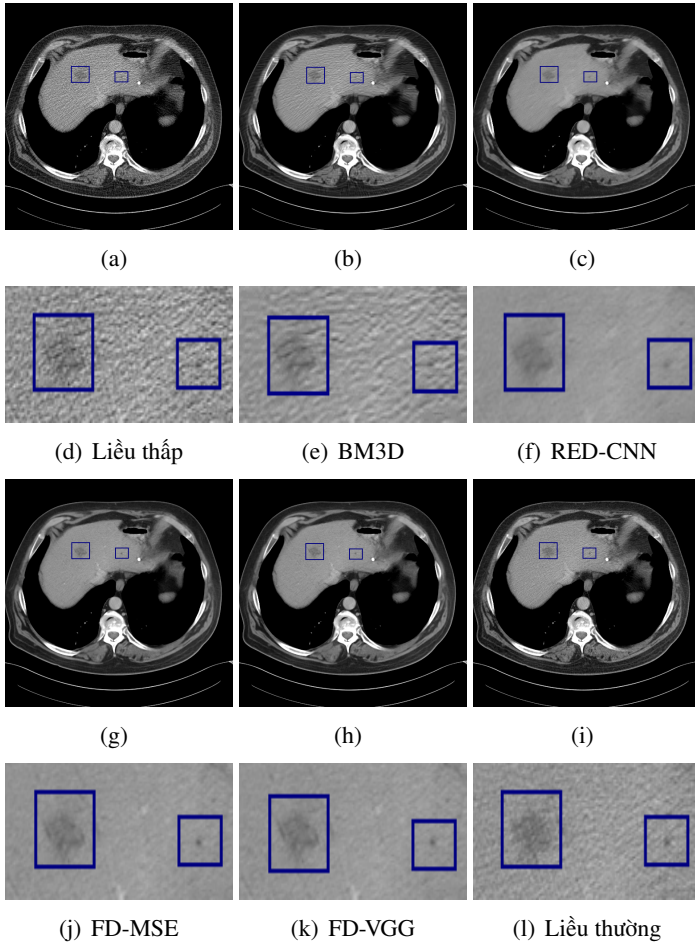 (a) (b) (c)
(d) Liều thấp (e) BM3D (f) RED-CNN
(g) (h) (i)
(j) FD-MSE (k) FD-VGG (l) Liều thường